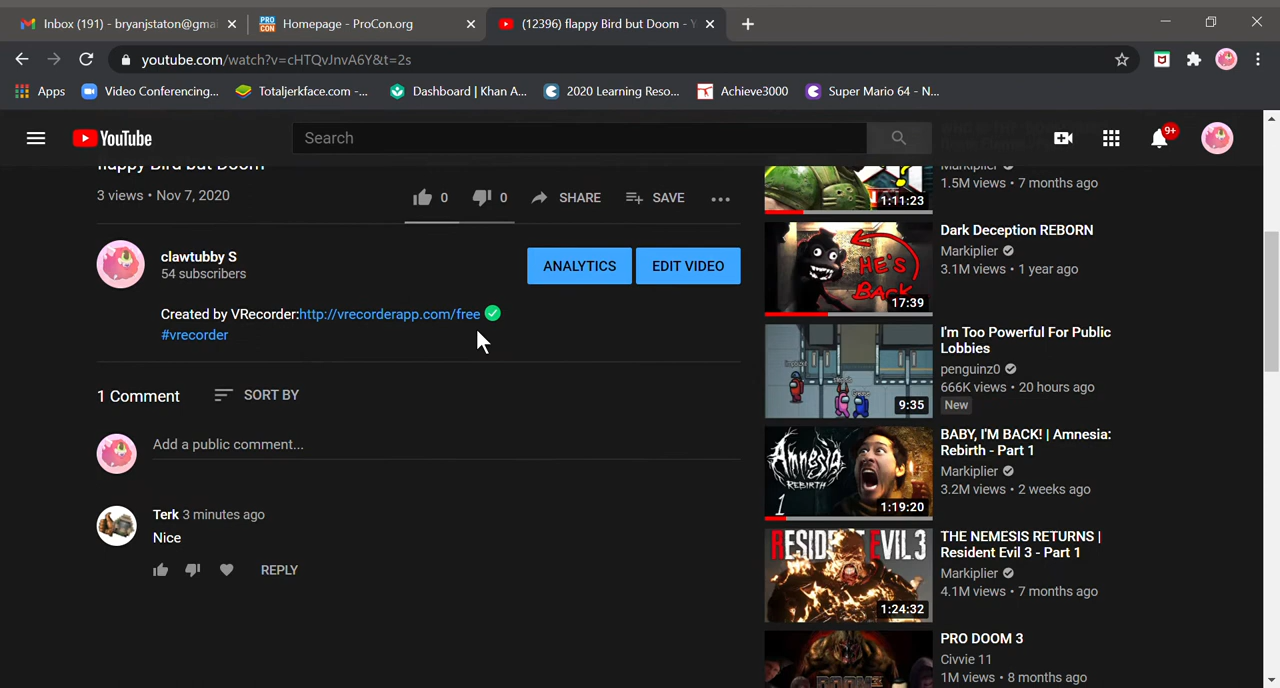 Inbox (191) - bryanjstaton@gmai
Homepage - ProCon.org
(12396) flappy Bird but Doom - Y
youtube.com/watch?v=cHTQvJnvA6Y&t=2s
Apps
Video Conferencing...
Totaljerkface.com -...
Dashboard | Khan A...
2020 Learning Reso...
Achieve3000
Super Mario 64 - N...
YouTube
Search
9+
flappy Bird but Doom
3 views • Nov 7, 2020
0
0
SHARE
SAVE
clawtubby S
54 subscribers
ANALYTICS
EDIT VIDEO
Created by VRecorder:http://vrecorderapp.com/free
#vrecorder
1 Comment
SORT BY
Add a public comment...
Terk 3 minutes ago
Nice
REPLY
Markiplier
1.5M views • 7 months ago
1:11:23
Dark Deception REBORN
Markiplier
3.1M views • 1 year ago
HE'S
BACK
17:39
I'm Too Powerful For Public
Lobbies
penguinz0
666K views • 20 hours ago
New
9:35
BABY, I'M BACK! | Amnesia:
Rebirth - Part 1
Markiplier
3.2M views • 2 weeks ago
Amnesia
REBIRTH
1
1:19:20
THE NEMESIS RETURNS |
Resident Evil 3 - Part 1
Markiplier
4.1M views • 7 months ago
RESIDENT EVIL 3
1:24:32
PRO DOOM 3
Civvie 11
1M views • 8 months ago